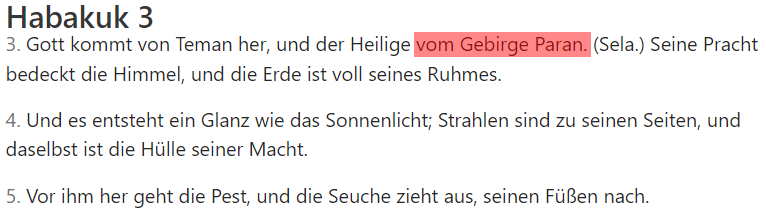 Habakuk 3
3. Gott kommt von Teman her, und der Heilige vom Gebirge Paran. (Sela.) Seine Pracht
bedeckt die Himmel, und die Erde ist voll seines Ruhmes.
4. Und es entsteht ein Glanz wie das Sonnenlicht; Strahlen sind zu seinen Seiten, und
daselbst ist die Hülle seiner Macht.
5. Vor ihm her geht die Pest, und die Seuche zieht aus, seinen Füßen nach.